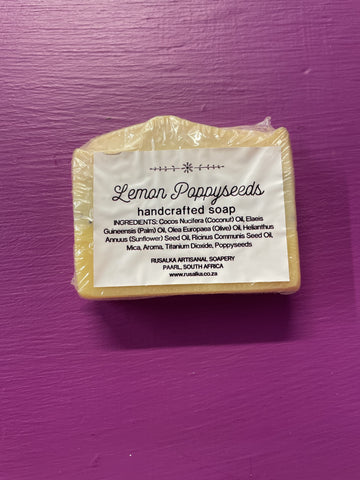 Lemon Poppyseeds
handcrafted soap
INGREDIENTS: Cocos Nucifera (Coconut) Oil, Elaeis
Guineensis (Palm) Oil, Olea Europaea (Olive) Oil, Helianthus
Annuus (Sunflower) Seed Oil, Ricinus Communis Seed Oil,
Mica, Aroma, Titanium Dioxide, Poppyseeds
RUSALKA ARTISANAL SOAPERY
PAARL, SOUTH AFRICA
www.rusalka.co.za